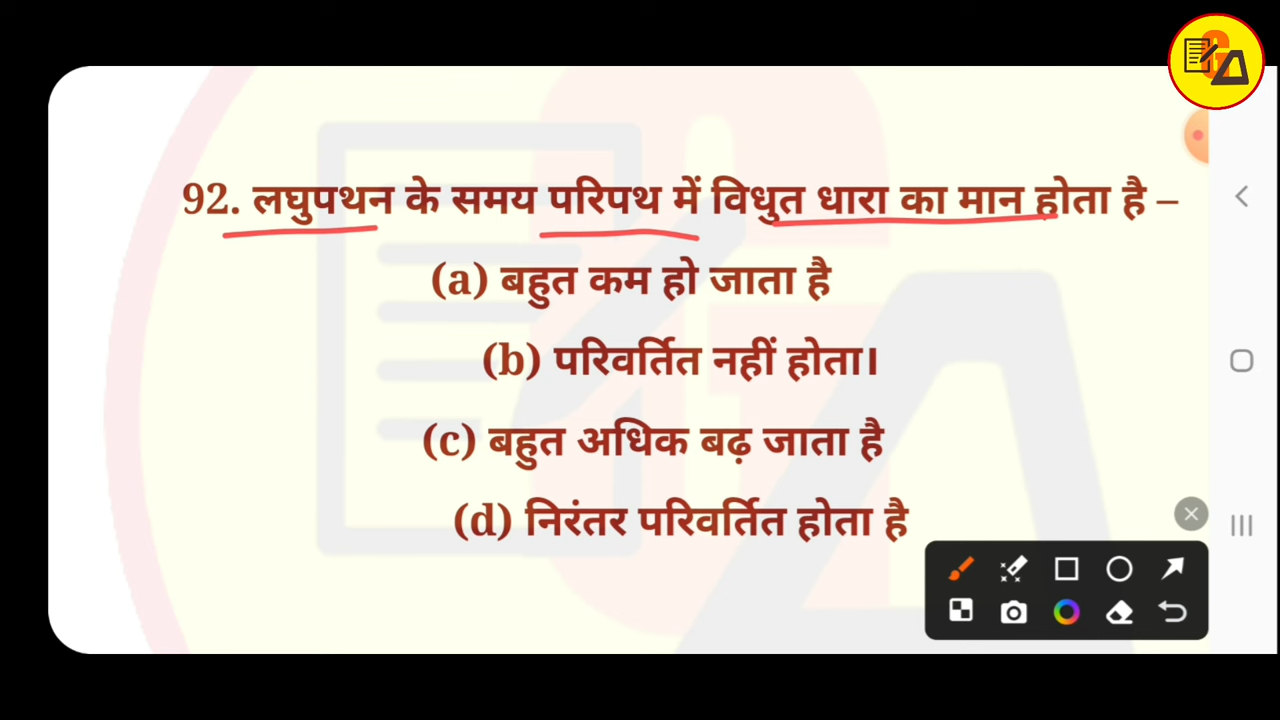 92. लघुपथन के समय परिपथ में विधुत धारा का मान होता है –
(a) बहुत कम हो जाता है
(b) परिवर्तित नहीं होता।
(c) बहुत अधिक बढ़ जाता है
(d) निरंतर परिवर्तित होता है